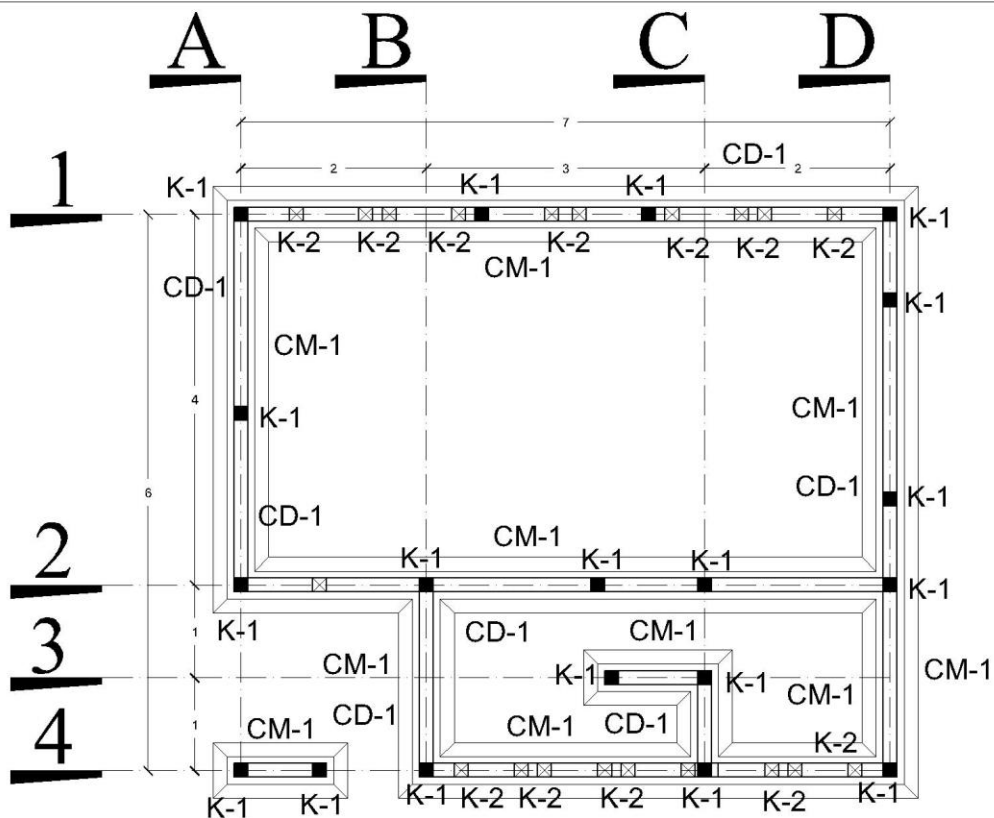 A B C D
7
2 3 CD-1 2
1
K-1 K-1 K-1
K-1
K-2 K-2 K-2 K-2 K-2 K-2 K-2
CM-1
CD-1
K-1
CM-1
4 CM-1
K-1
CD-1 K-1
6
CD-1
CM-1
2
K-1 K-1 K-1
K-1
1
K-1 CD-1 CM-1
3
CM-1 K-1 K-1 CM-1 CM-1
CD-1 CD-1
1
4
CM-1 CM-1 K-2
K-1 K-1 K-1 K-2 K-2 K-2 K-1 K-2 K-1